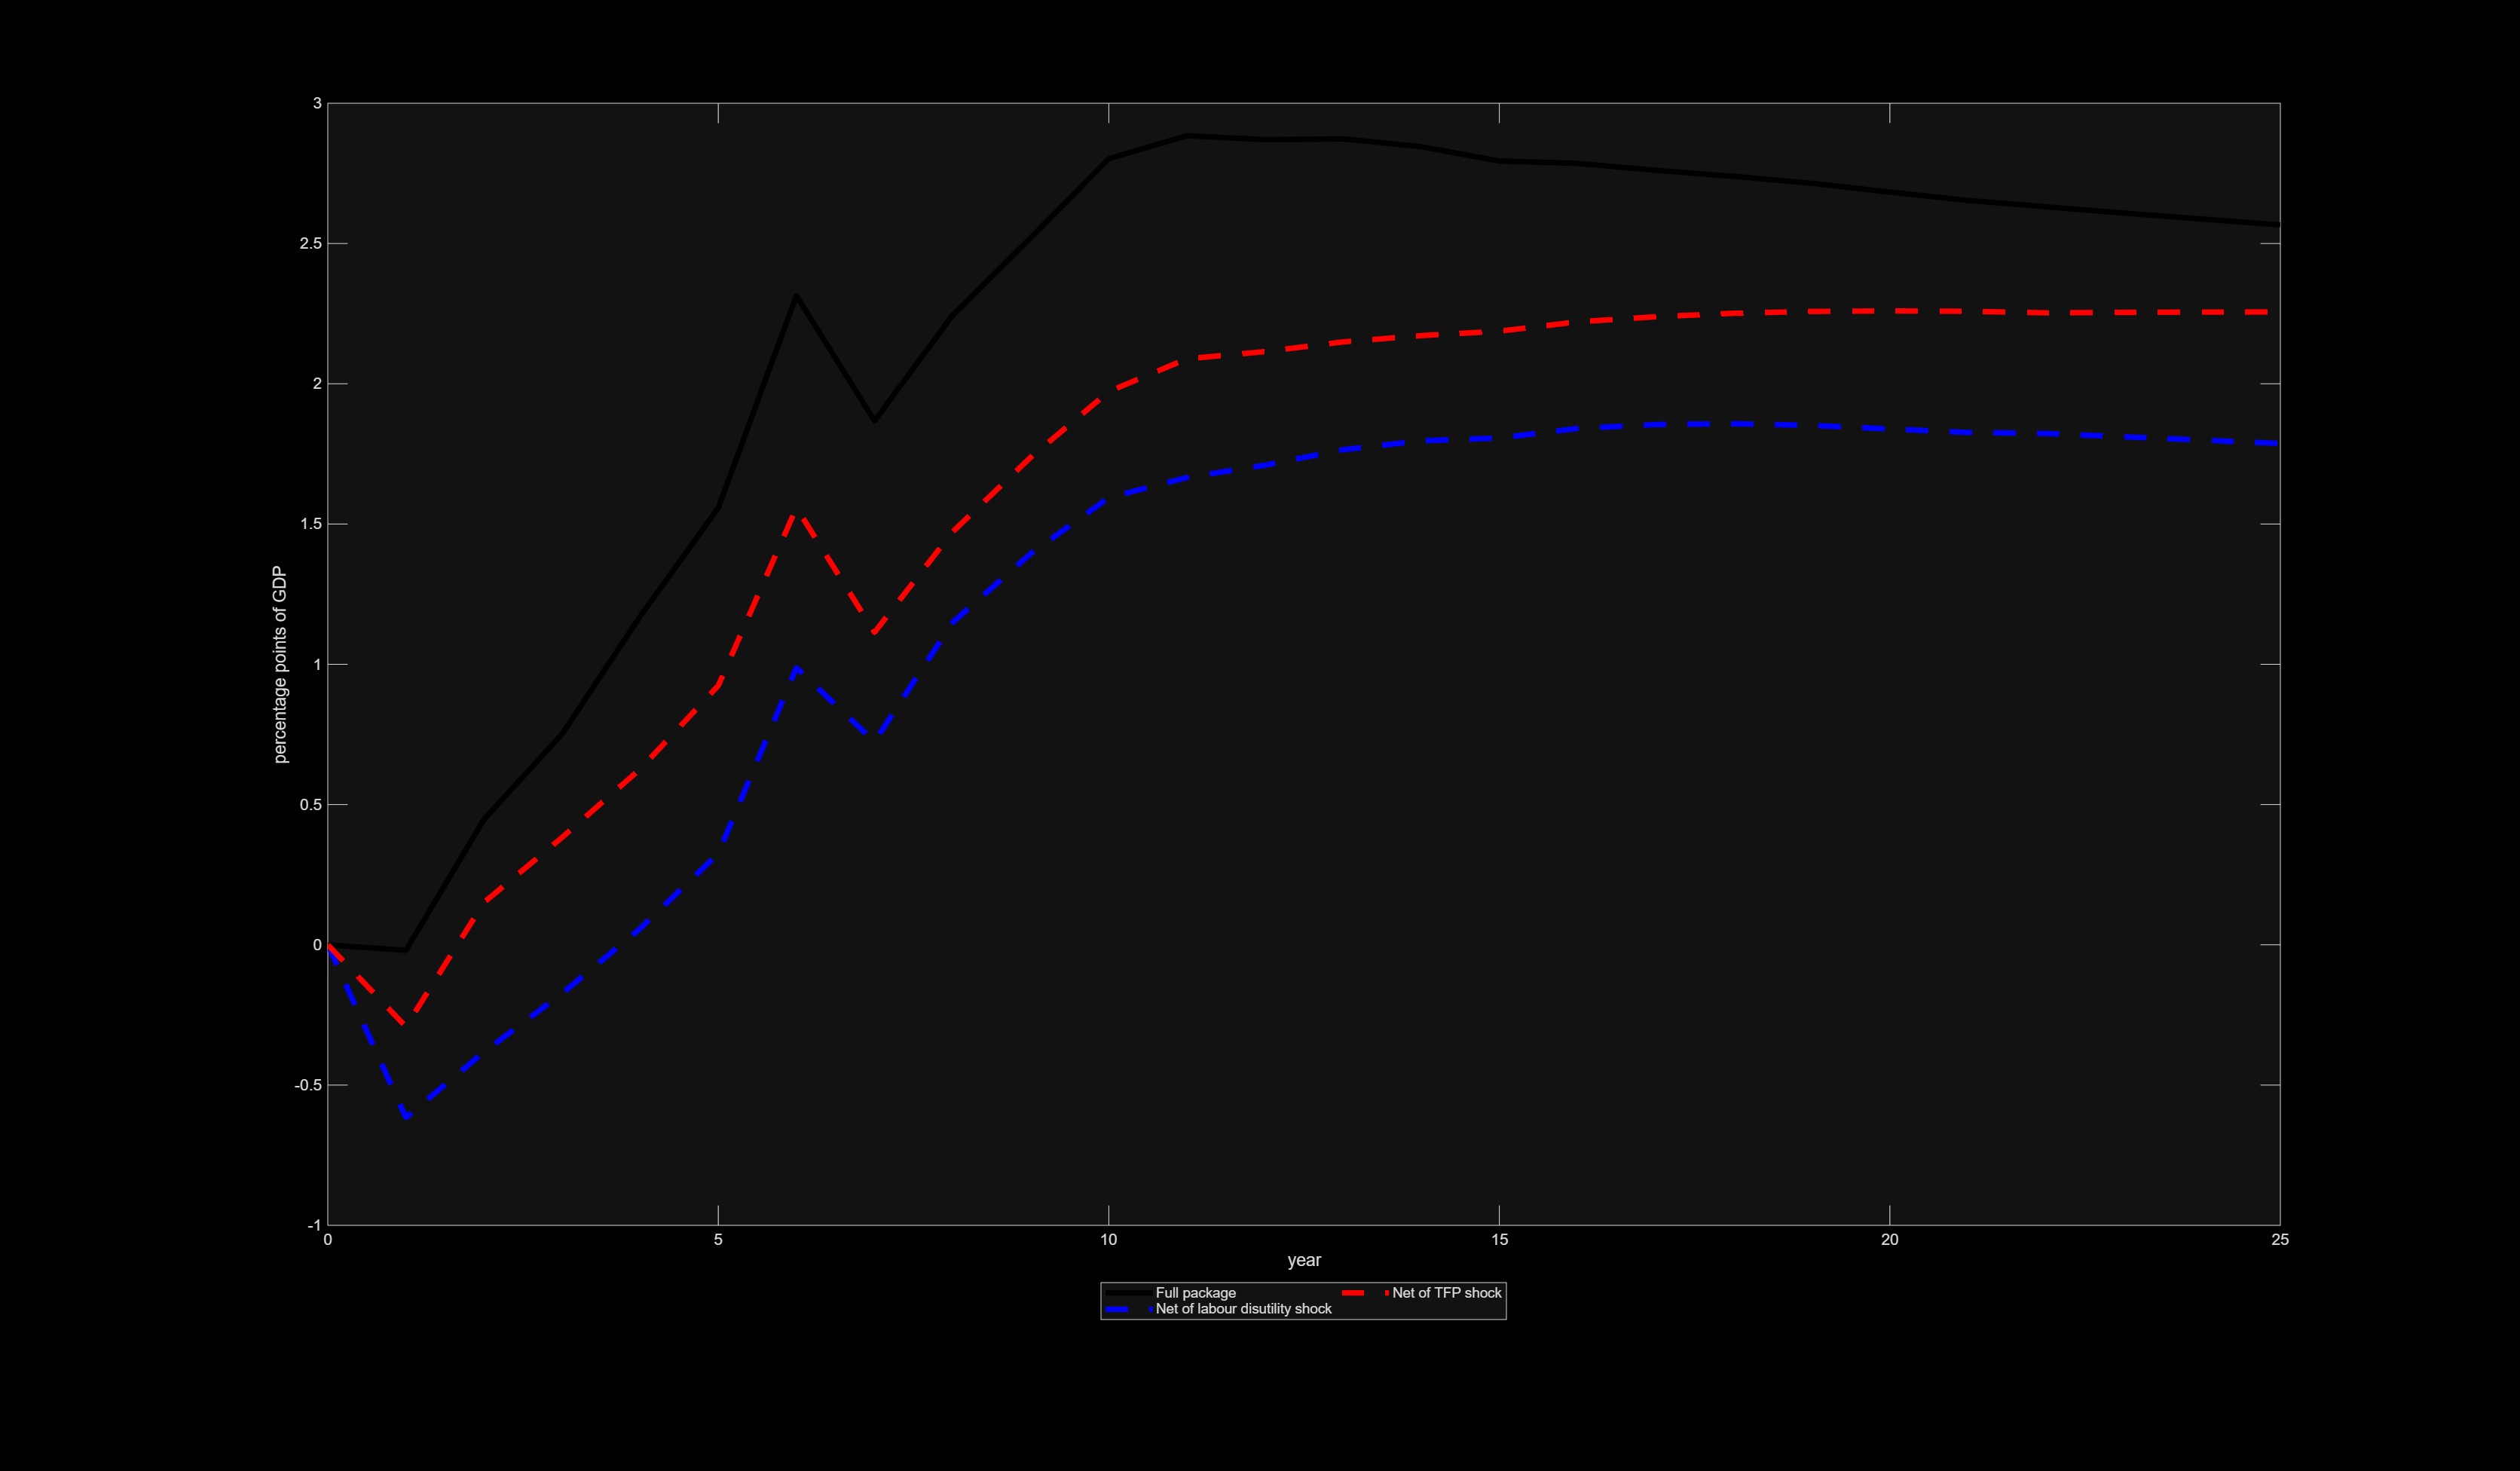 3
2.5
2
1.5
1
0.5
0
-0.5
-1
percentage points of GDP
0 5 10 15 20 25
year
Full package Net of TFP shock
Net of labour disutility shock